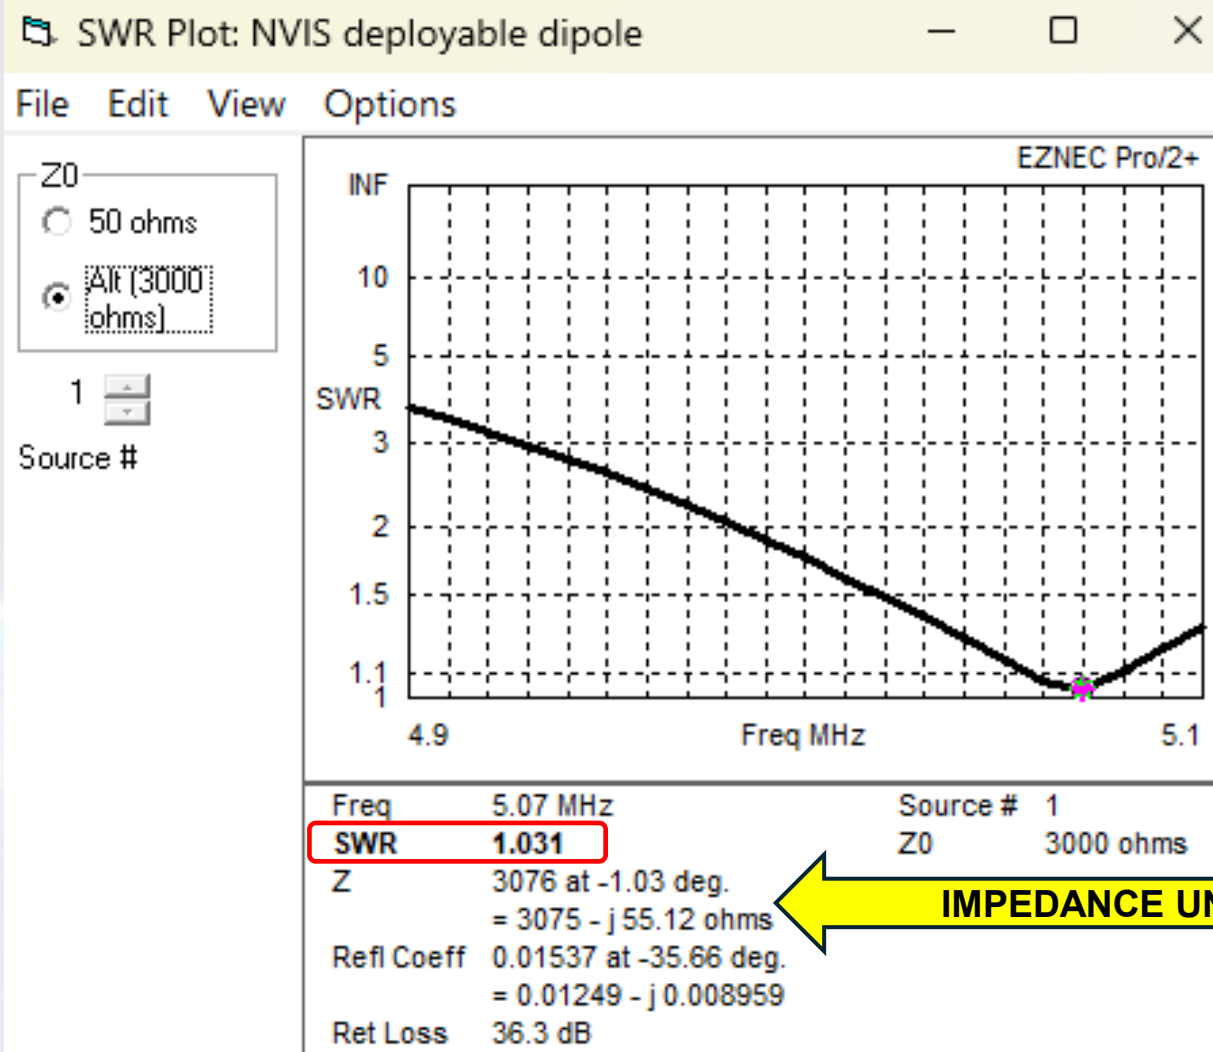 SWR Plot: NVIS deployable dipole
File Edit View Options
Z0
50 ohms
Alt (3000
ohms)
1
Source #
EZNEC Pro/2+
INF
10
5
SWR
3
2
1.5
1.1
1
4.9 Freq MHz 5.1
Freq 5.07 MHz Source # 1
SWR 1.031 Z0 3000 ohms
Z 3076 at -1.03 deg.
= 3075 - j 55.12 ohms
IMPEDANCE UN
Refl Coeff 0.01537 at -35.66 deg.
= 0.01249 - j 0.008959
Ret Loss 36.3 dB